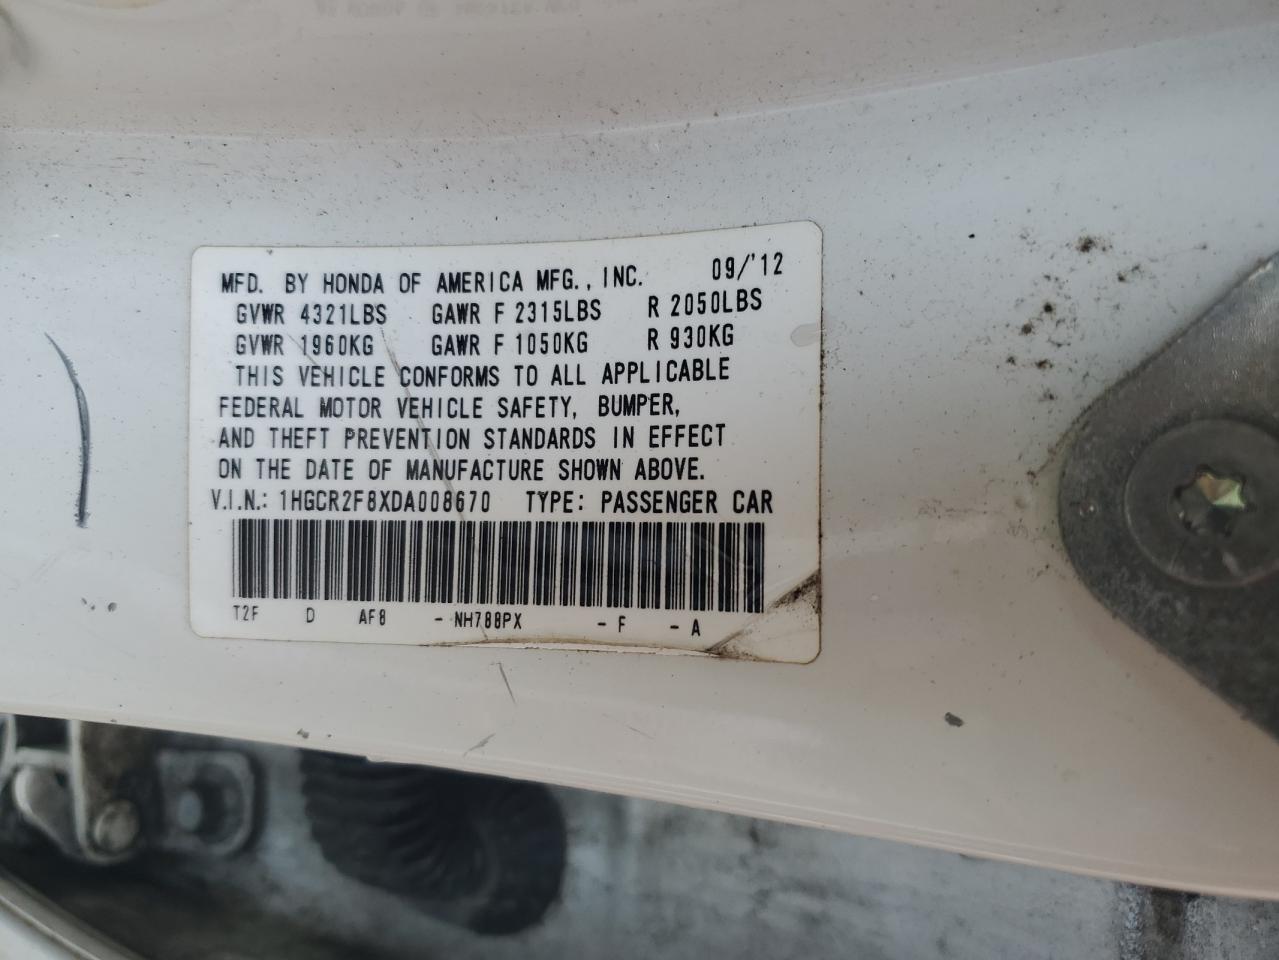 MFD. BY HONDA OF AMERICA MFG., INC. 09/'12
GVWR 4321LBS GAWR F 2315LBS R 2050LBS
GVWR 1960KG GAWR F 1050KG R 930KG
THIS VEHICLE CONFORMS TO ALL APPLICABLE
FEDERAL MOTOR VEHICLE SAFETY, BUMPER,
AND THEFT PREVENTION STANDARDS IN EFFECT
ON THE DATE OF MANUFACTURE SHOWN ABOVE.
V.I.N.: 1HGCR2F8XDA008670 TYPE: PASSENGER CAR
T2F D AF8 - NH788PX - F - A